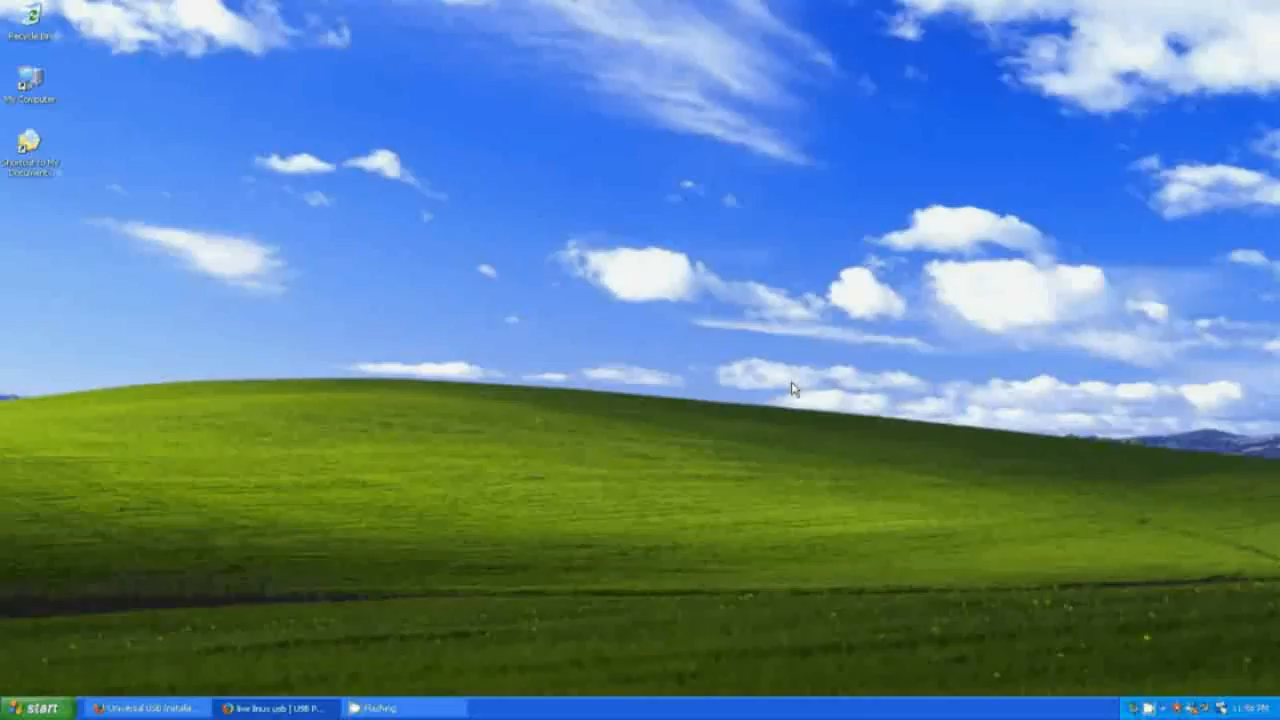 Recycle Bin
My Computer
Shortcut to My
Document...
start
Universal USB Installe...
live linux usb | USB P...
Flashing
11:56 PM